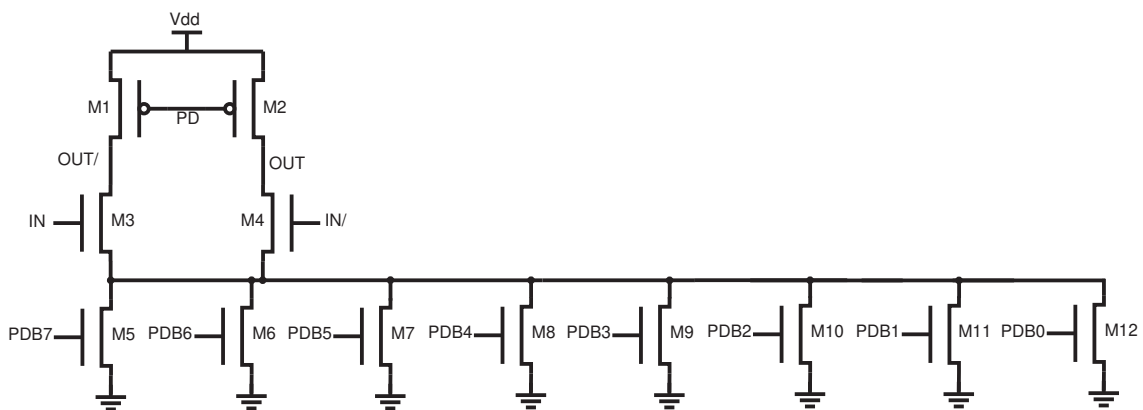 Vdd
M1
PD
M2
OUT/
OUT
IN
M3
M4
IN/
PDB7
M5
PDB6
M6
PDB5
M7
PDB4
M8
PDB3
M9
PDB2
M10
PDB1
M11
PDB0
M12